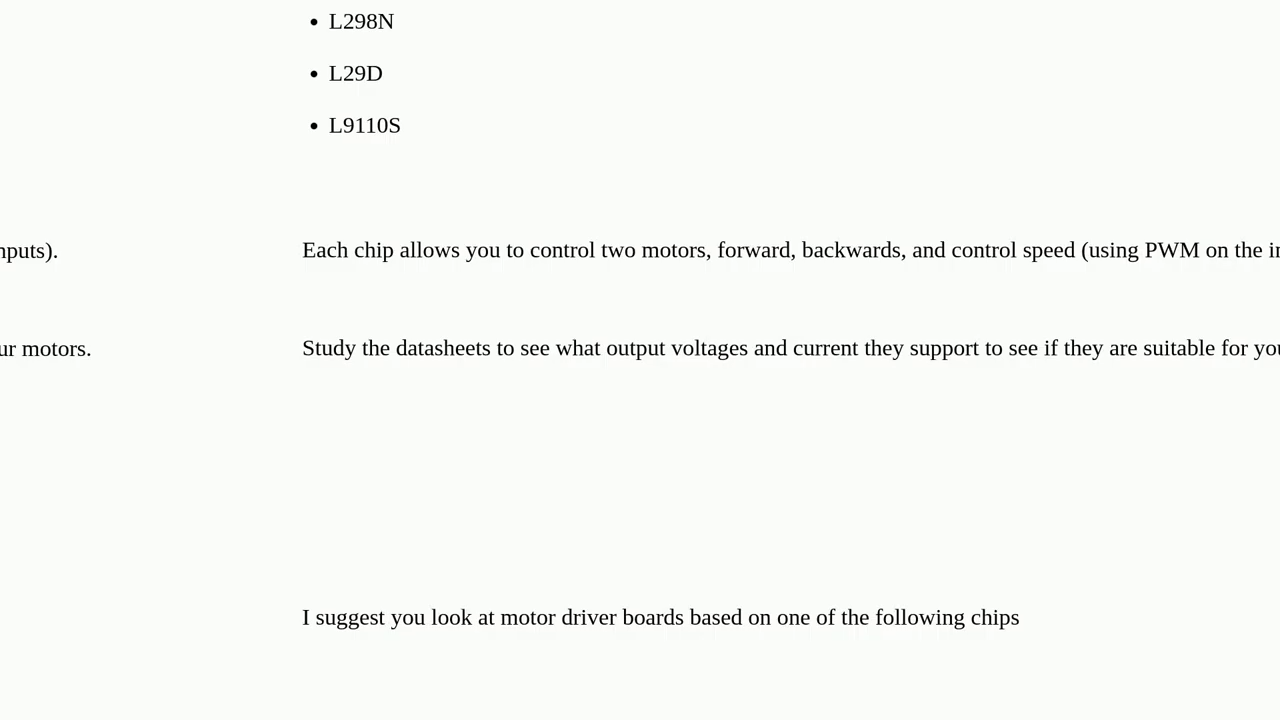 L298N
L29D
L9110S
nputs).
Each chip allows you to control two motors, forward, backwards, and control speed (using PWM on the in
ur motors.
Study the datasheets to see what output voltages and current they support to see if they are suitable for you
I suggest you look at motor driver boards based on one of the following chips